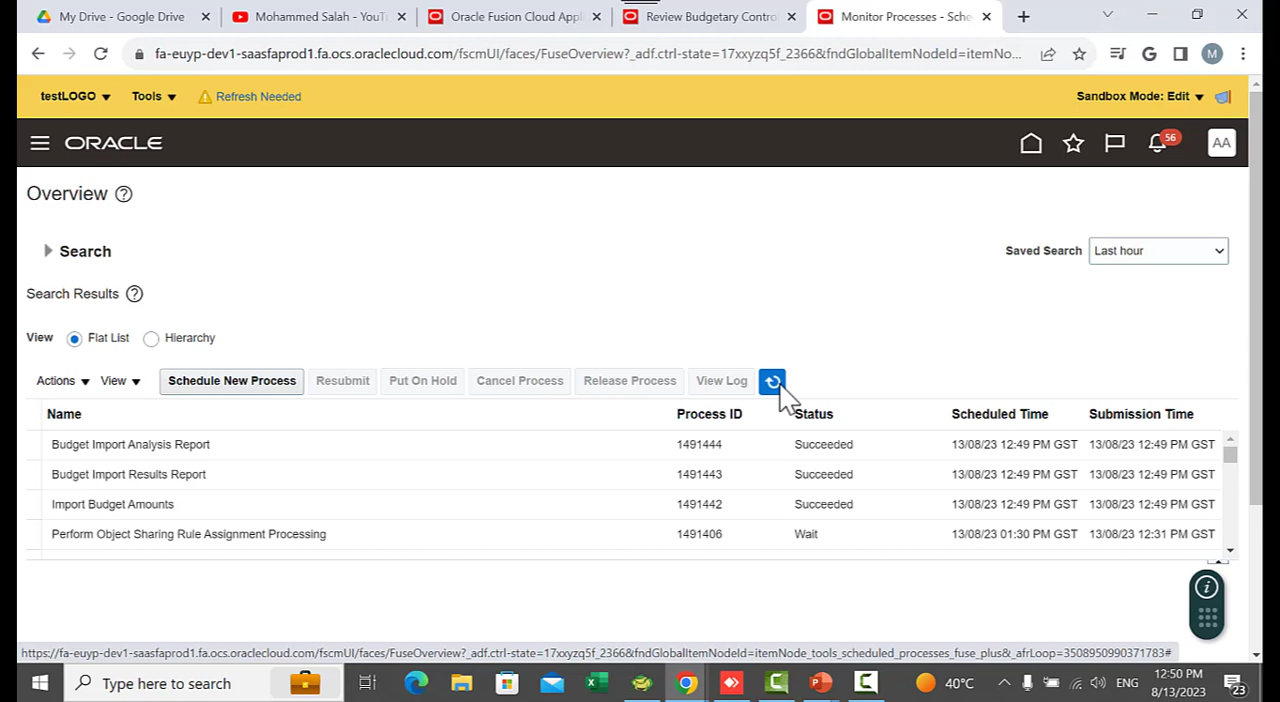 My Drive - Google Drive
Mohammed Salah - YouT
Oracle Fusion Cloud Appl
Review Budgetary Contro
Monitor Processes - Sche
fa-euyp-dev1-saasfaprod1.fa.ocs.oraclecloud.com/fscmUI/faces/FuseOverview?_adf.ctrl-state=17xxyzq5f_2366&fndGlobalItemNodeId=itemNo...
M
testLOGO Tools Refresh Needed Sandbox Mode: Edit
ORACLE 56 AA
Overview
Search Saved Search Last hour
Search Results
View Flat List Hierarchy
Actions View Schedule New Process Resubmit Put On Hold Cancel Process Release Process View Log
Name Process ID Status Scheduled Time Submission Time
Budget Import Analysis Report 1491444 Succeeded 13/08/23 12:49 PM GST 13/08/23 12:49 PM GST
Budget Import Results Report 1491443 Succeeded 13/08/23 12:49 PM GST 13/08/23 12:49 PM GST
Import Budget Amounts 1491442 Succeeded 13/08/23 12:49 PM GST 13/08/23 12:49 PM GST
Perform Object Sharing Rule Assignment Processing 1491406 Wait 13/08/23 01:30 PM GST 13/08/23 12:31 PM GST
https://fa-euyp-dev1-saasfaprod1.fa.ocs.oraclecloud.com/fscmUI/faces/FuseOverview?_adf.ctrl-state=17xxyzq5f_2366&fndGlobalItemNodeId=itemNode_tools_scheduled_processes_fuse_plus&_afrLoop=3508950990371783#
Type here to search 40°C ENG 12:50 PM
8/13/2023 23